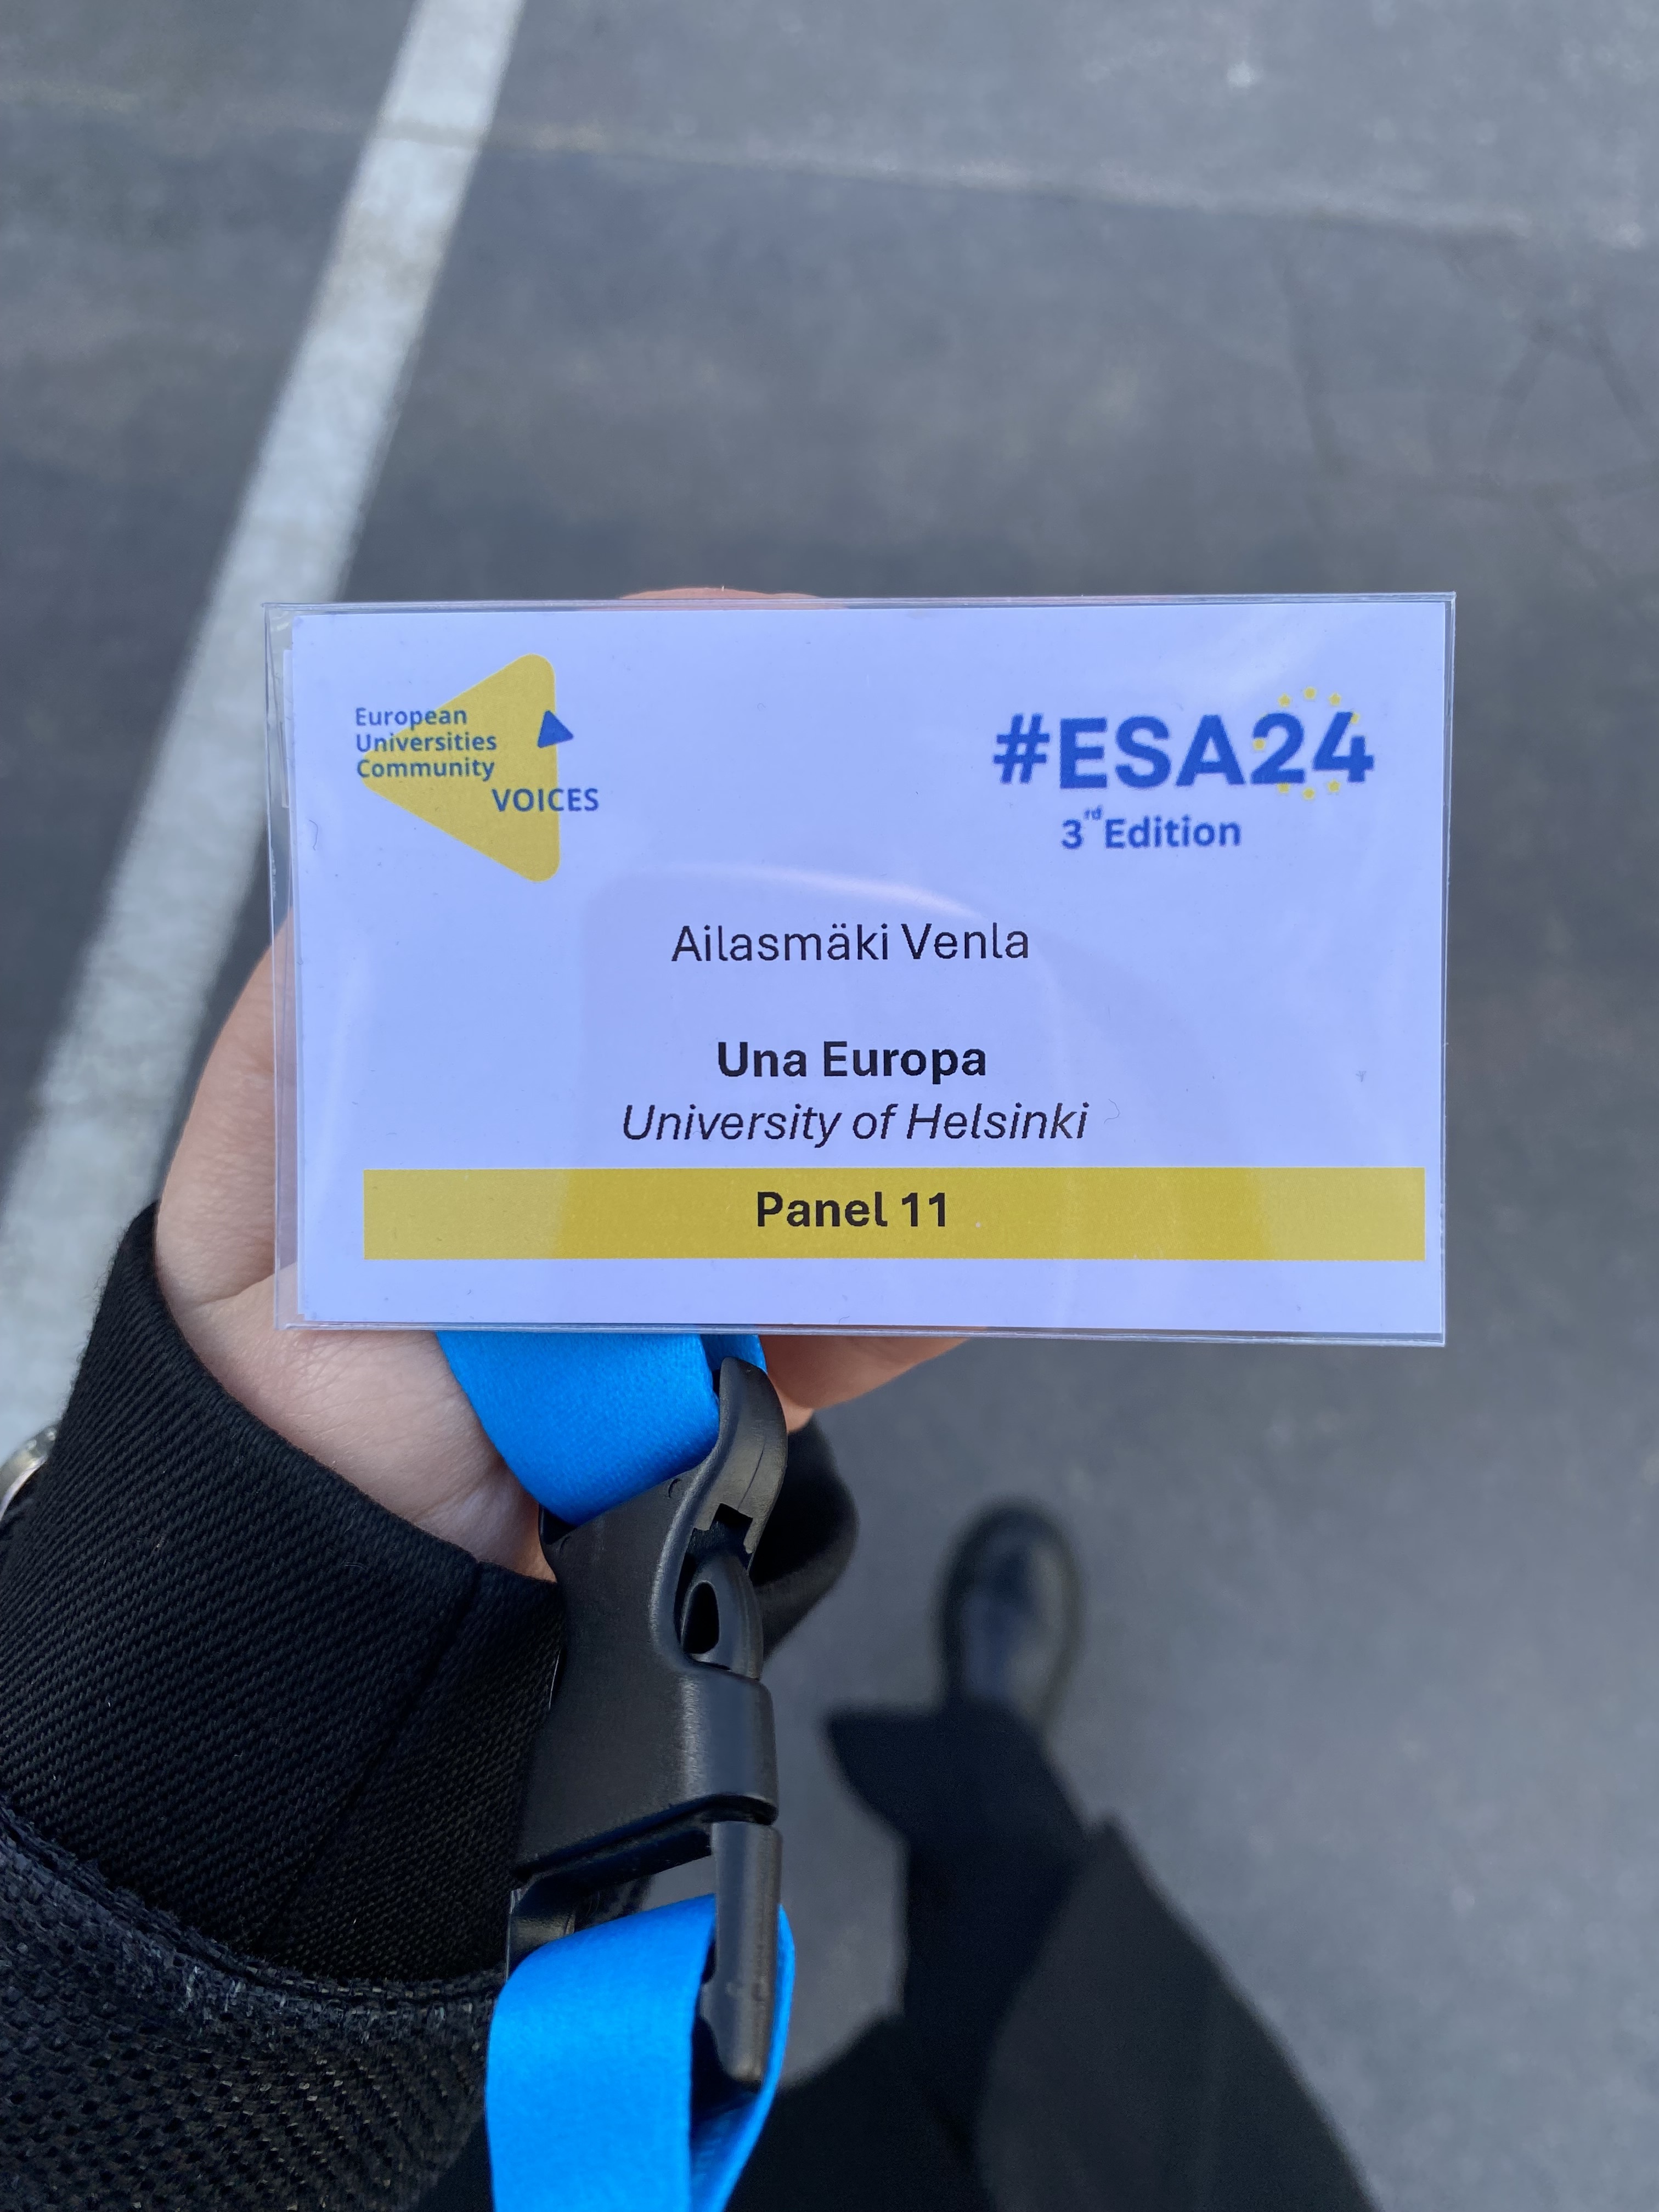 European
Universities
Community
VOICES
#ESA24
3rd Edition
Ailasmäki Venla
Una Europa
University of Helsinki
Panel 11